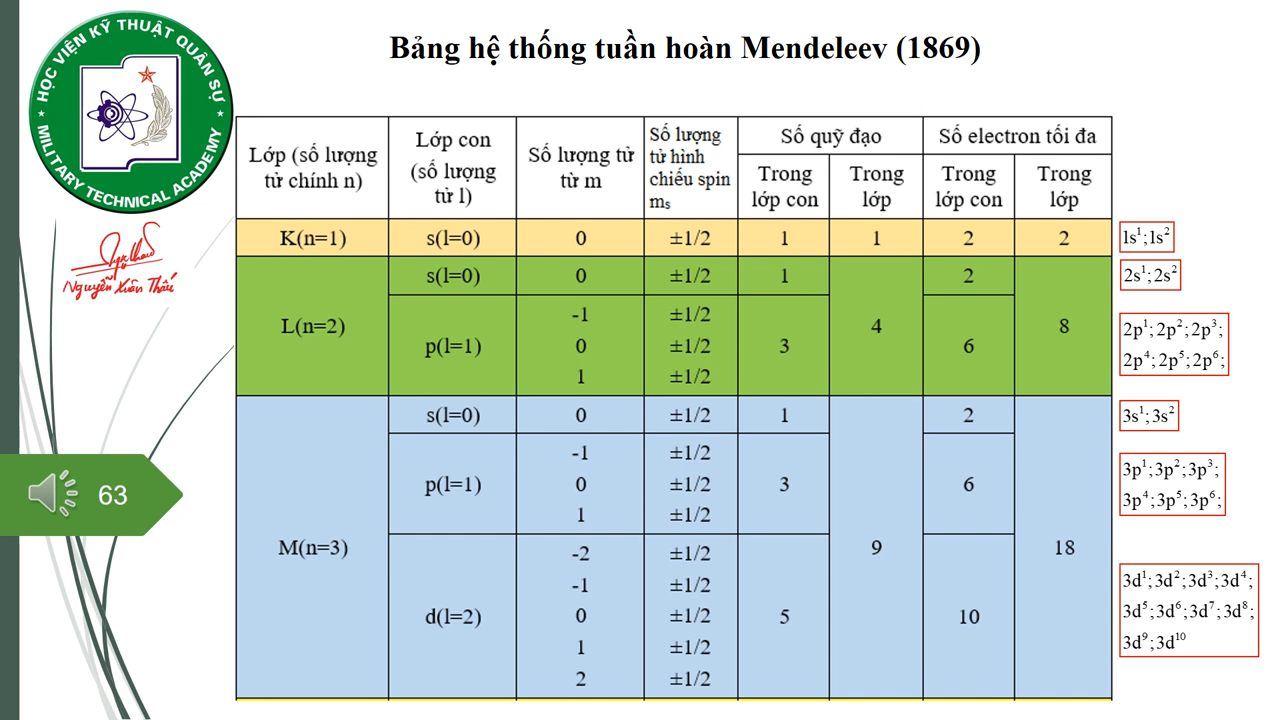 HỌC VIỆN KỸ THUẬT QUÂN SỰ
MILITARY TECHNICAL ACADEMY
Bảng hệ thống tuần hoàn Mendeleev (1869)
Nguyễn Xuân Thấu
63
Lớp (số lượng
tử chính n)
Lớp con
(số lượng
tử l)
Số lượng tử
từ m
Số lượng
tử hình
chiếu spin
mₛ
Số quỹ đạo
Số electron tối đa
Trong
lớp con
Trong
lớp
Trong
lớp con
Trong
lớp
K(n=1) s(l=0) 0 ±1/2 1 1 2 2
1s¹;1s²
L(n=2)
s(l=0) 0 ±1/2 1 2
4 8
2s¹;2s²
p(l=1) 3 6
-1 ±1/2
0 ±1/2
1 ±1/2
2p¹;2p²;2p³;
2p⁴;2p⁵;2p⁶;
M(n=3)
s(l=0) 0 ±1/2 1 2
9 18
3s¹;3s²
p(l=1) 3 6
-1 ±1/2
0 ±1/2
1 ±1/2
3p¹;3p²;3p³;
3p⁴;3p⁵;3p⁶;
d(l=2) 5 10
-2 ±1/2
-1 ±1/2
0 ±1/2
1 ±1/2
2 ±1/2
3d¹;3d²;3d³;3d⁴;
3d⁵;3d⁶;3d⁷;3d⁸;
3d⁹;3d¹⁰